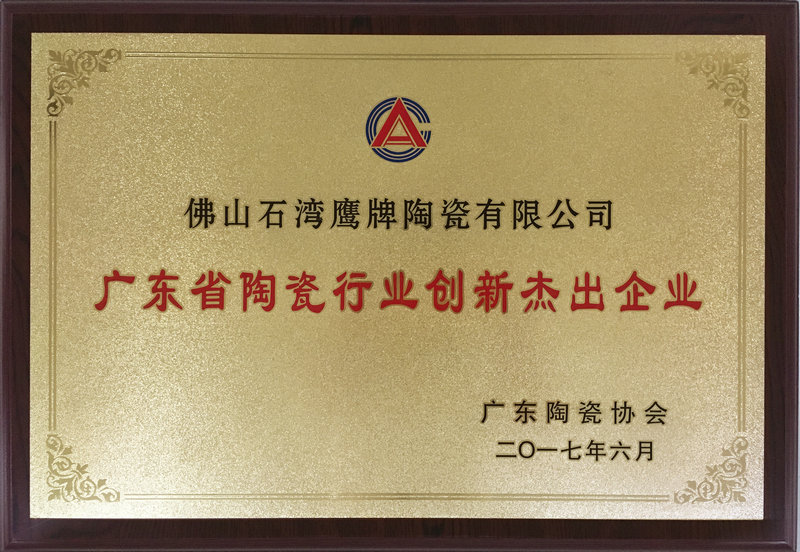 佛山石湾鹰牌陶瓷有限公司
广东省陶瓷行业创新杰出企业
广东陶瓷协会
二〇一七年六月